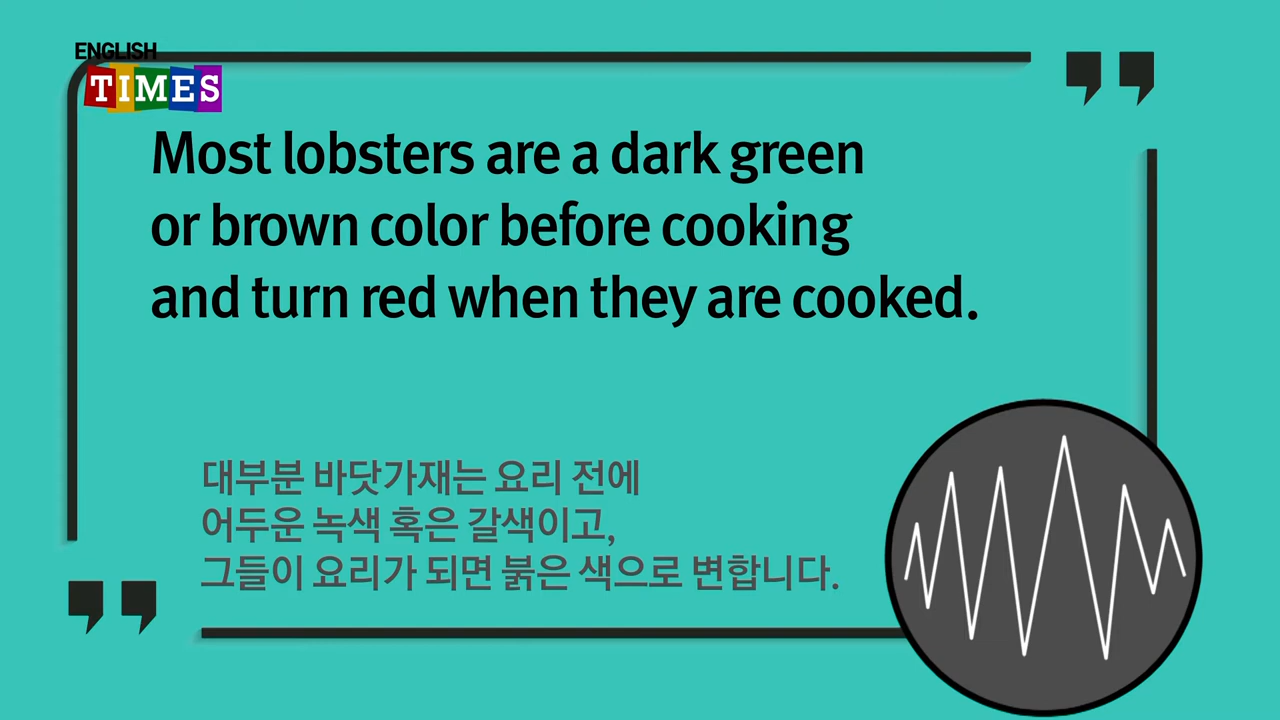 ENGLISH
TIMES
Most lobsters are a dark green
or brown color before cooking
and turn red when they are cooked.
대부분 바닷가재는 요리 전에
어두운 녹색 혹은 갈색이고,
그들이 요리가 되면 붉은 색으로 변합니다.